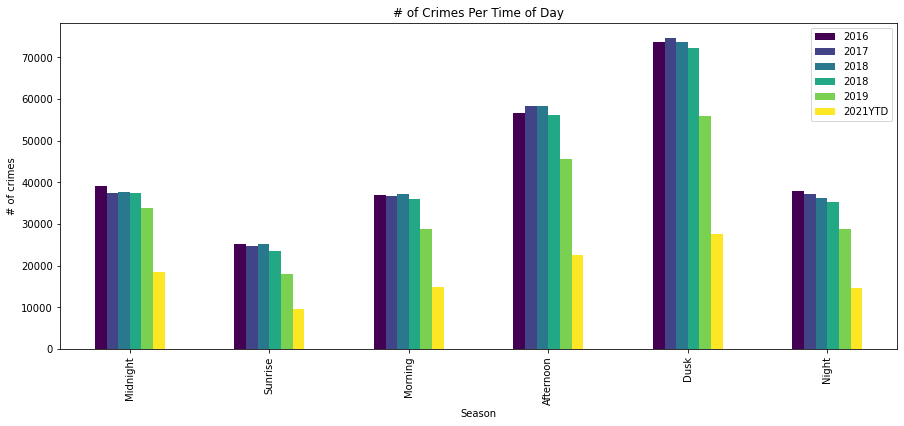 # of Crimes Per Time of Day
2016
2017
2018
2018
2019
2021YTD
# of crimes
70000
60000
50000
40000
30000
20000
10000
0
Midnight
Sunrise
Morning
Afternoon
Dusk
Night
Season